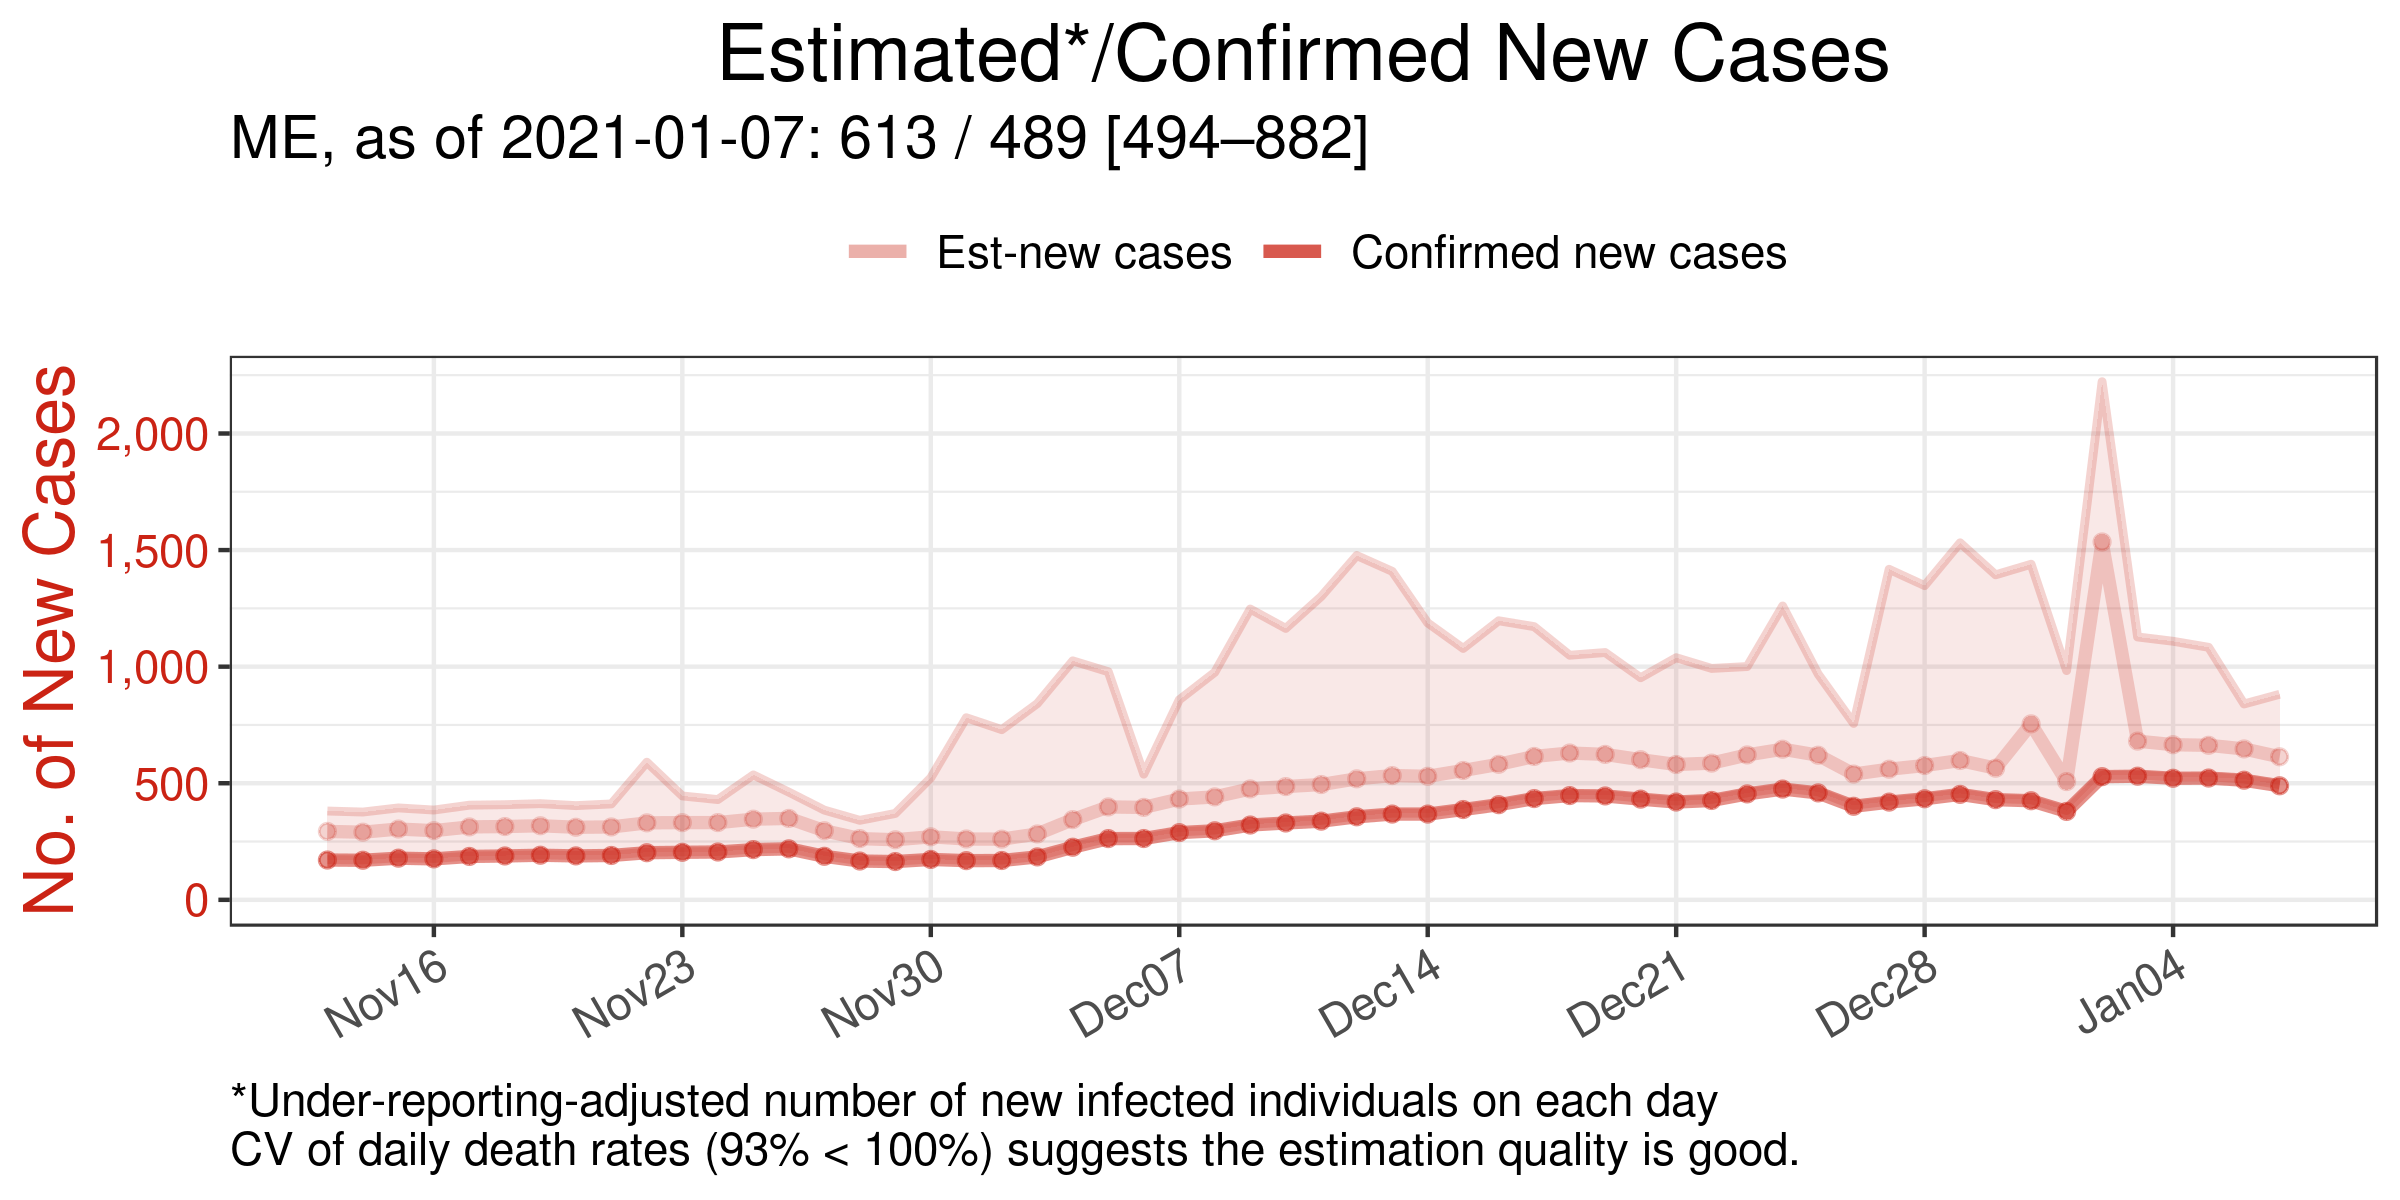 Estimated*/Confirmed New Cases
ME, as of 2021-01-07: 613 / 489 [494–882]
Est-new cases
Confirmed new cases
No. of New Cases
2,000
1,500
1,000
500
0
Nov16
Nov23
Nov30
Dec07
Dec14
Dec21
Dec28
Jan04
*Under-reporting-adjusted number of new infected individuals on each day
CV of daily death rates (93% < 100%) suggests the estimation quality is good.